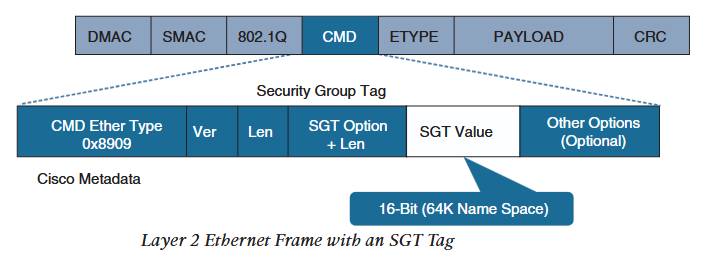 DMAC SMAC 802.1Q CMD ETYPE PAYLOAD CRC
Security Group Tag
CMD Ether Type
0x8909
Ver
Len
SGT Option
+ Len
SGT Value
Other Options
(Optional)
Cisco Metadata
16-Bit (64K Name Space)
Layer 2 Ethernet Frame with an SGT Tag